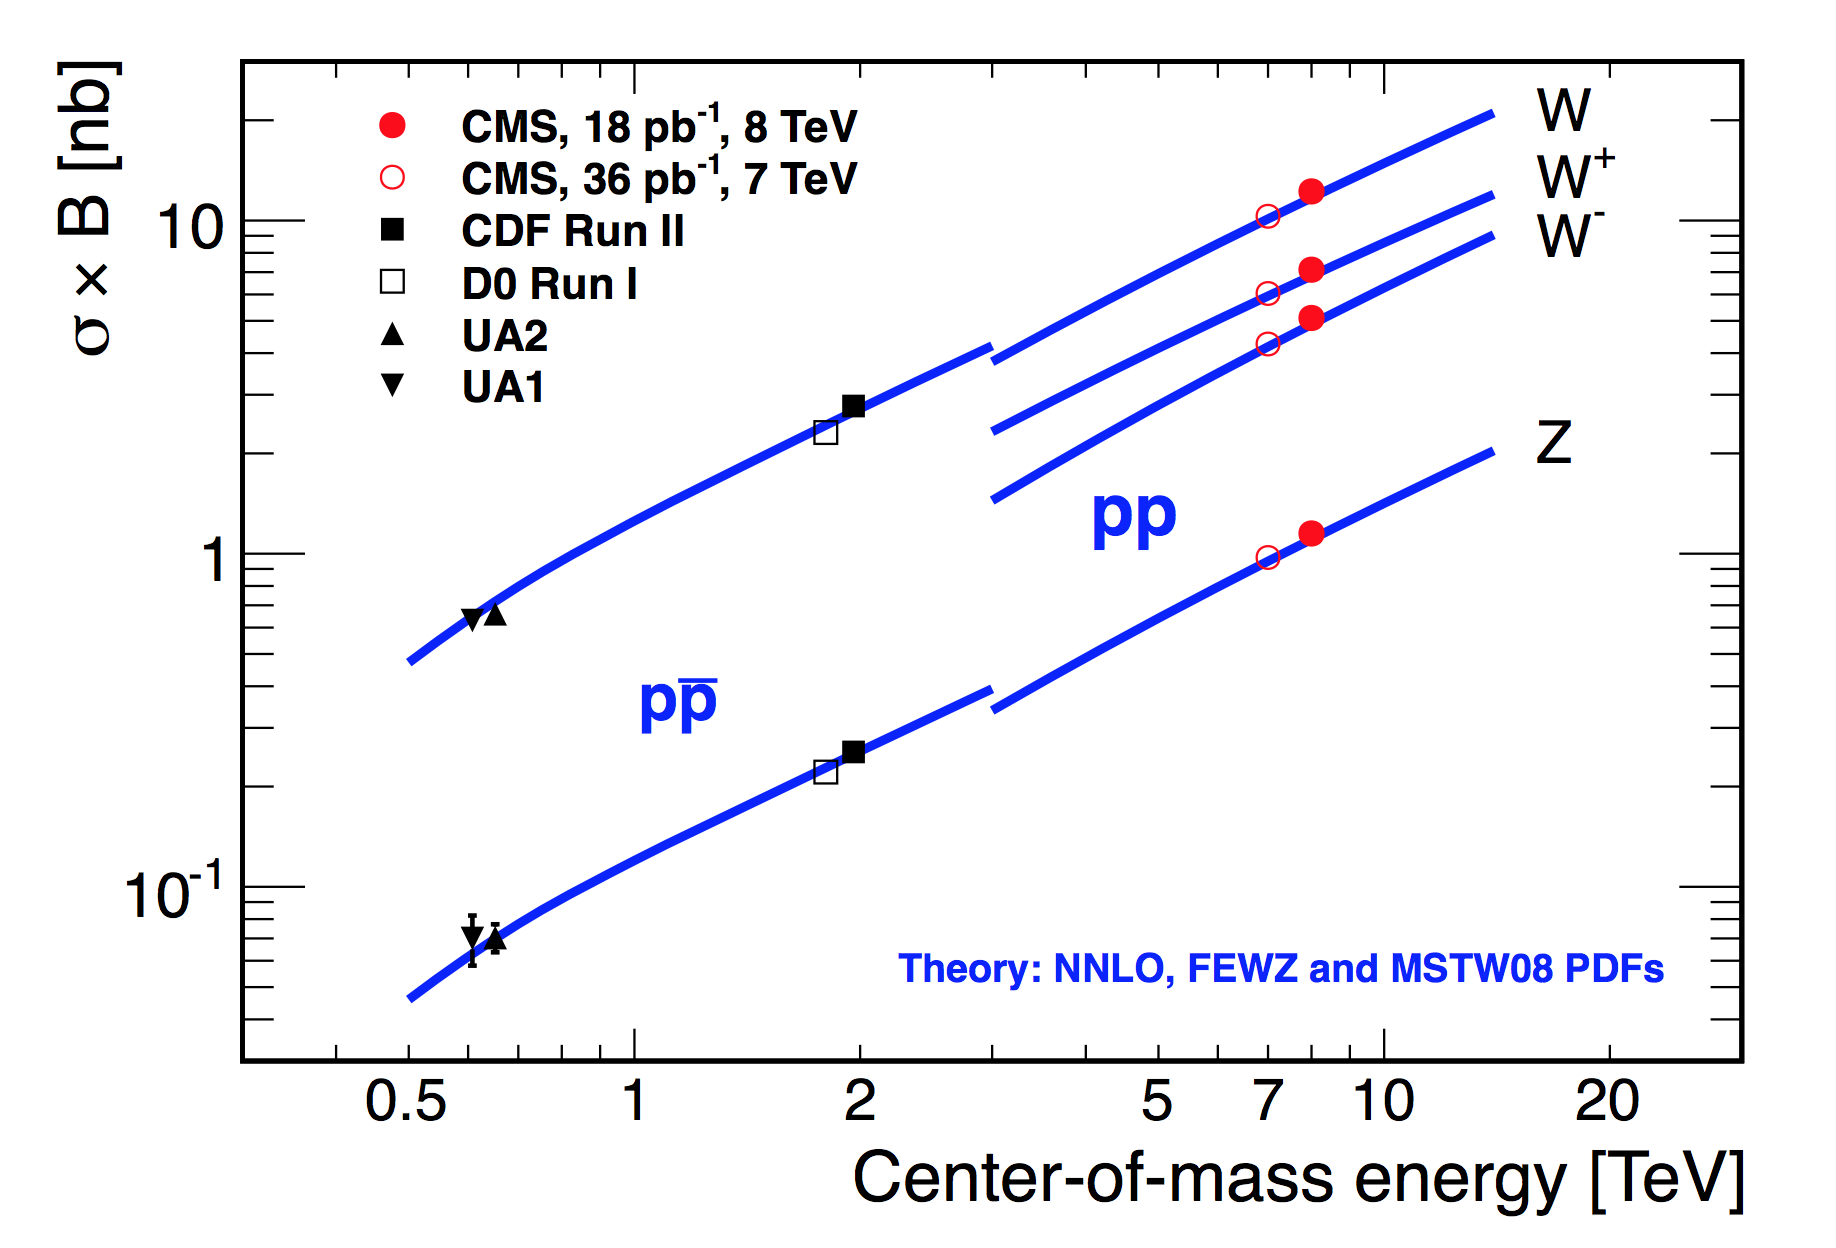 σ × B [nb]
CMS, 18 pb⁻¹, 8 TeV
CMS, 36 pb⁻¹, 7 TeV
CDF Run II
D0 Run I
UA2
UA1
W
W⁺
W⁻
Z
pp
pp̅
Theory: NNLO, FEWZ and MSTW08 PDFs
10
1
10⁻¹
0.5 1 2 5 7 10 20
Center-of-mass energy [TeV]